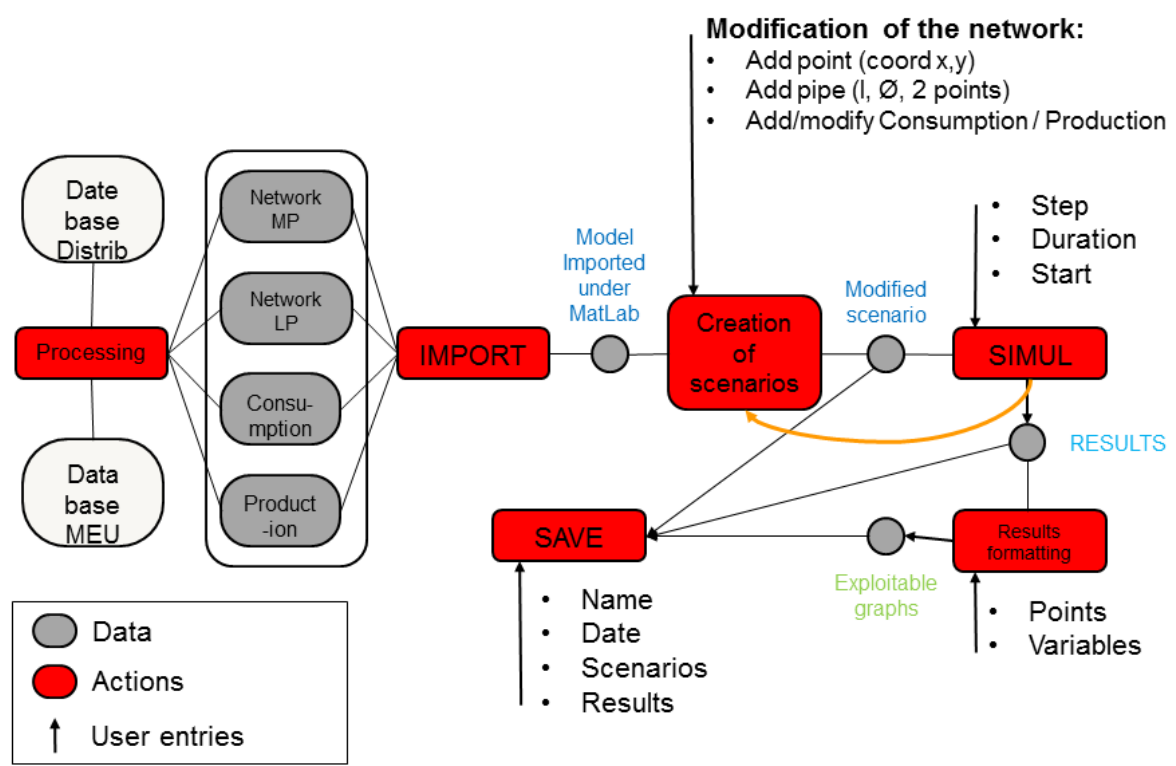 Modification of the network:
• Add point (coord x,y)
• Add pipe (l, Ø, 2 points)
• Add/modify Consumption / Production
Date
base
Distrib
Processing
Data
base
MEU
Network
MP
Network
LP
Consu-
mption
Product
-ion
IMPORT
Model
Imported
under
MatLab
Creation
of
scenarios
Modified
scenario
• Step
• Duration
• Start
SIMUL
RESULTS
Results
formatting
• Points
• Variables
Exploitable
graphs
SAVE
• Name
• Date
• Scenarios
• Results
Data
Actions
User entries